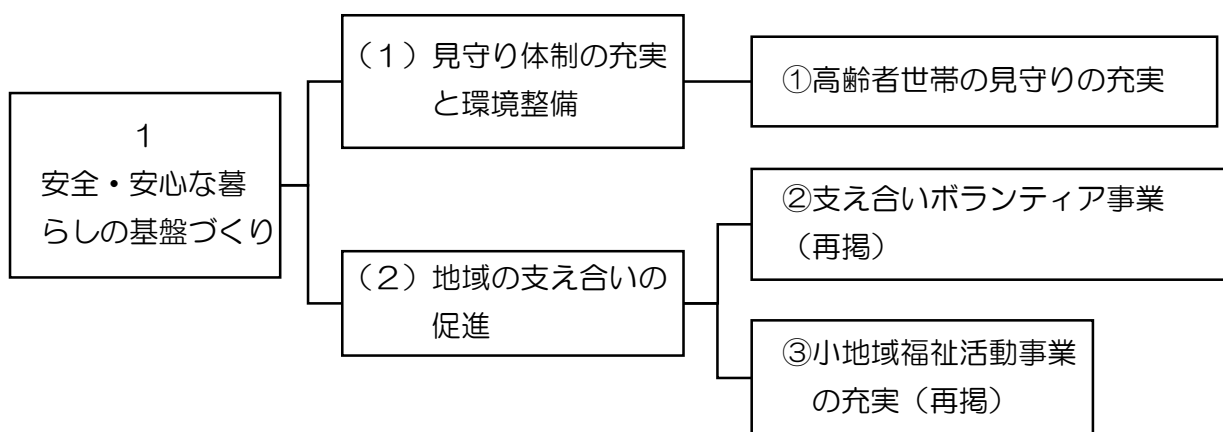 1
安全・安心な暮
らしの基盤づくり
（１）見守り体制の充実
と環境整備
①高齢者世帯の見守りの充実
（２）地域の支え合いの
促進
②支え合いボランティア事業
（再掲）
③小地域福祉活動事業
の充実（再掲）